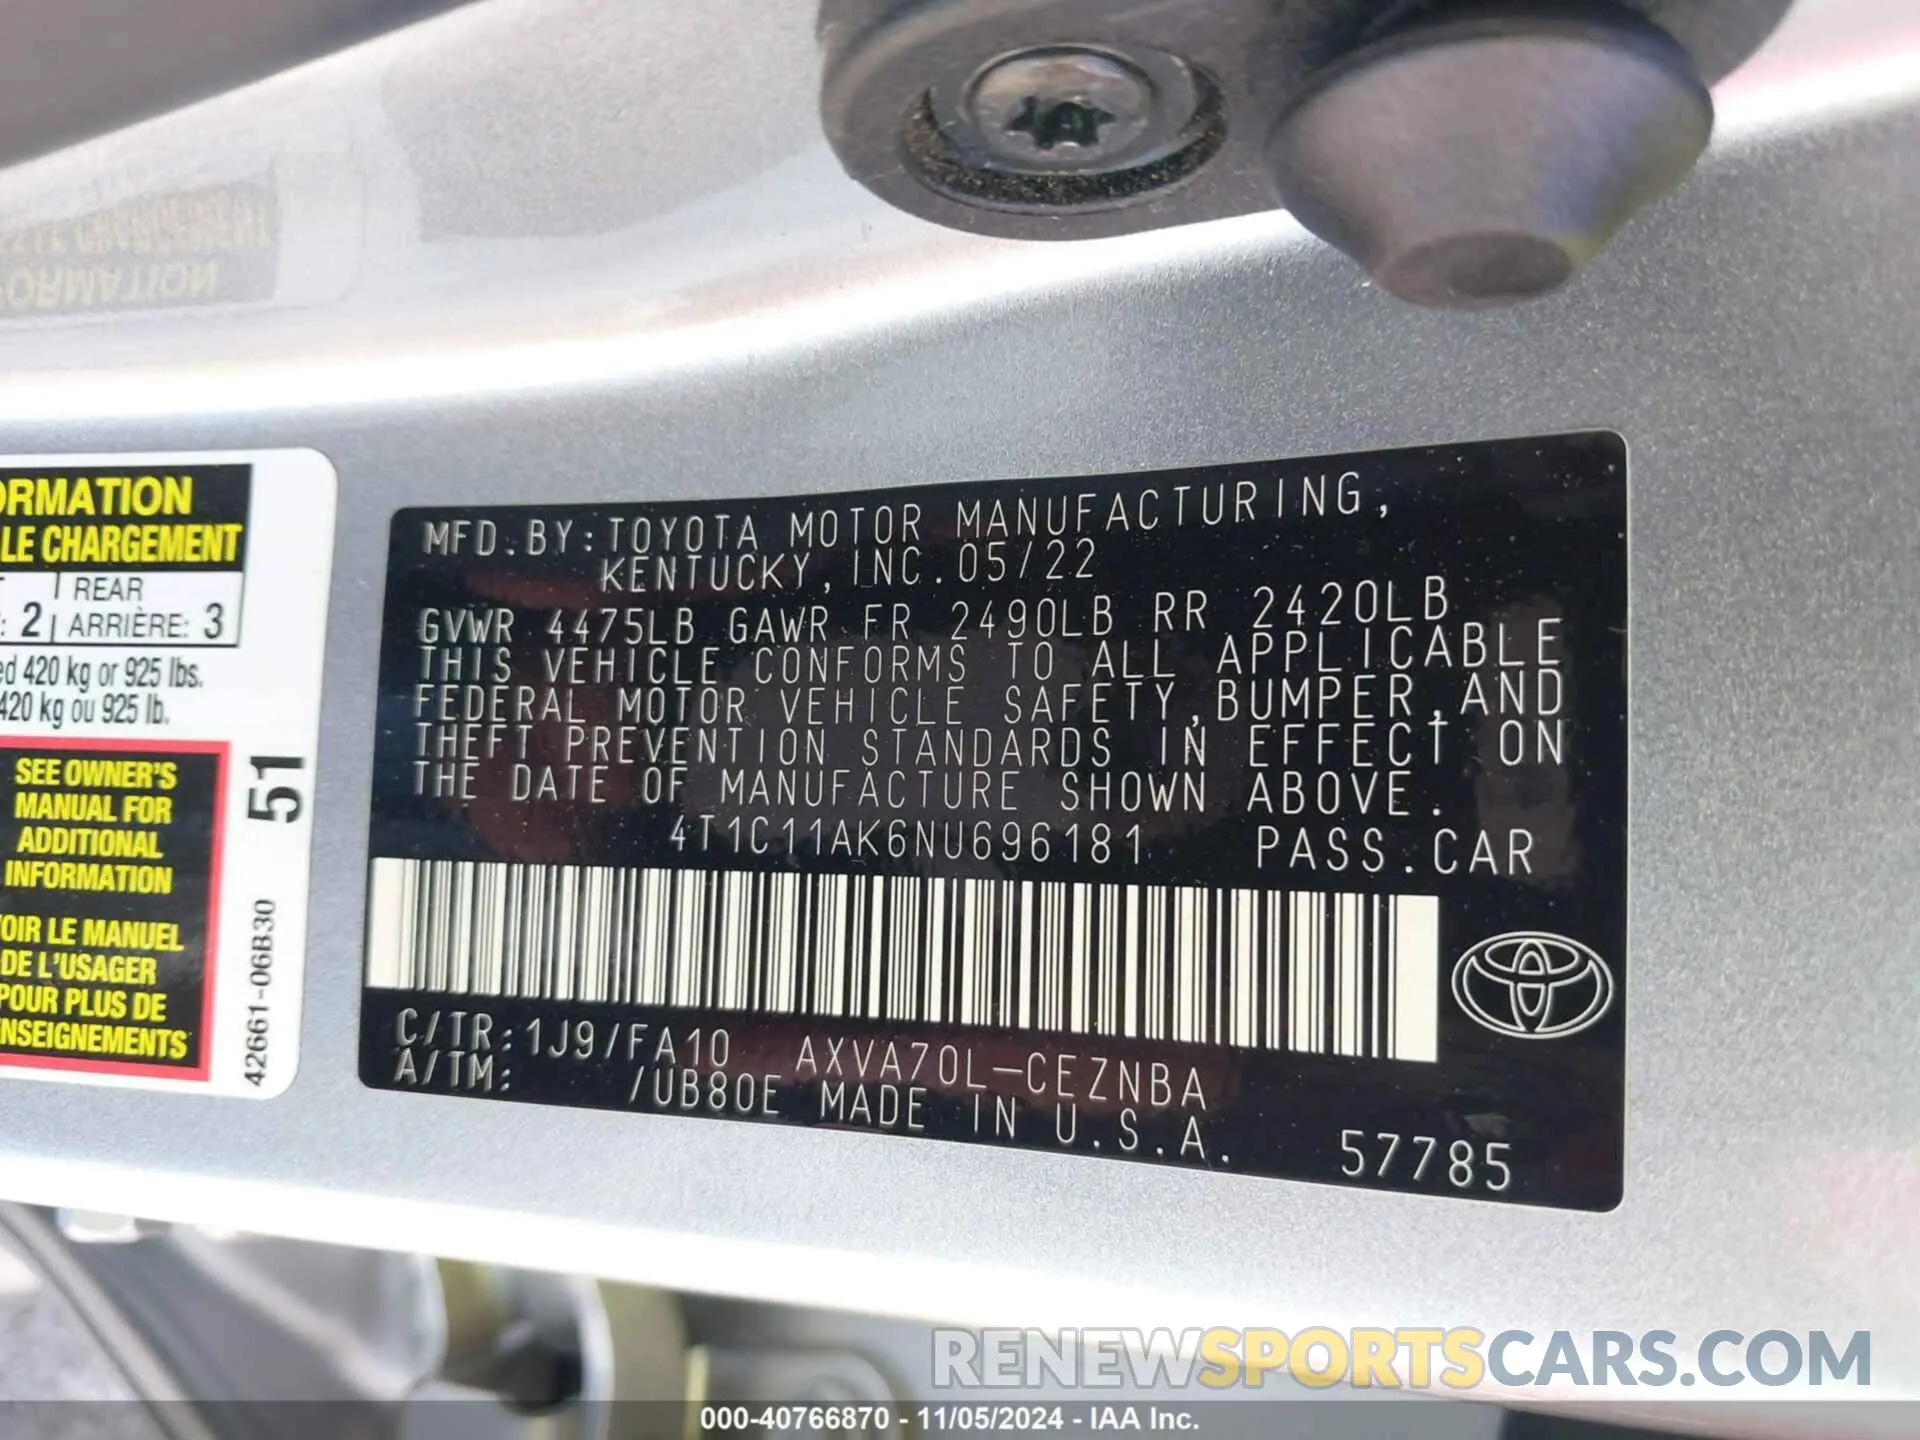 ORMATION
LE CHARGEMENT
REAR
: 2 ARRIÈRE: 3
ed 420 kg or 925 lbs.
420 kg ou 925 lb.
SEE OWNER'S
MANUAL FOR
ADDITIONAL
INFORMATION
VOIR LE MANUEL
DE L'USAGER
POUR PLUS DE
NSEIGNEMENTS
51
42661-06B30
MFD.BY:TOYOTA MOTOR MANUFACTURING,
KENTUCKY,INC.05/22
GVWR 4475LB GAWR FR 2490LB RR 2420LB
THIS VEHICLE CONFORMS TO ALL APPLICABLE
FEDERAL MOTOR VEHICLE SAFETY,BUMPER,AND
THEFT PREVENTION STANDARDS IN EFFECT ON
THE DATE OF MANUFACTURE SHOWN ABOVE.
4T1C11AK6NU696181 PASS.CAR
C/TR:1J9/FA10 AXVA70L-CEZNBA
A/TM: /UB80E MADE IN U.S.A.
57785
RENEWSPORTSCARS.COM
000-40766870 - 11/05/2024 - IAA Inc.